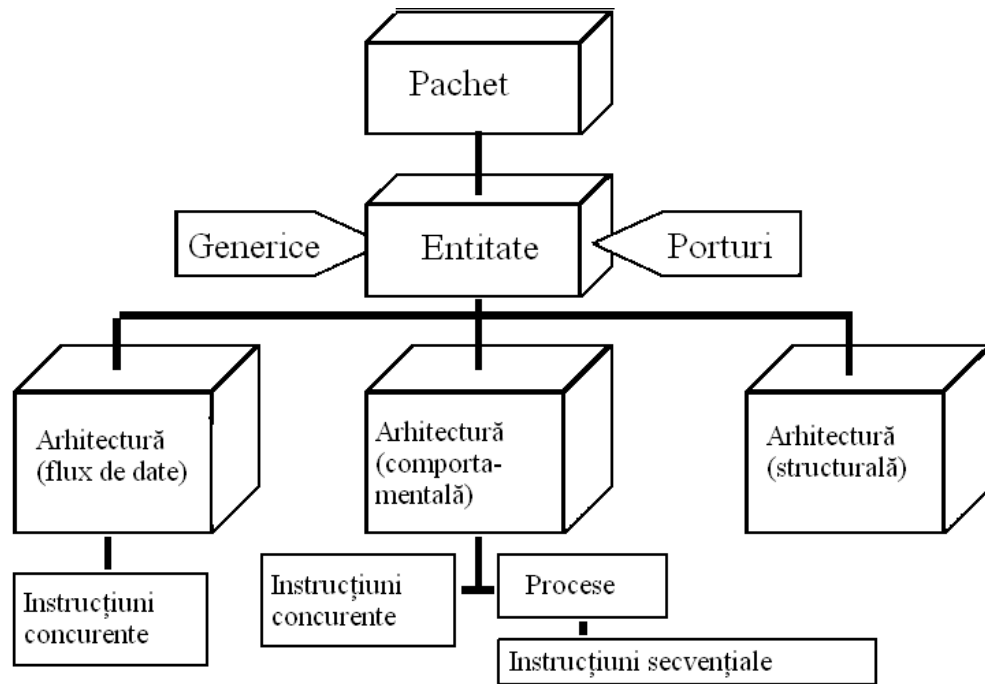 Pachet
Generice
Entitate
Porturi
Arhitectură
(flux de date)
Arhitectură
(comporta-
mentală)
Arhitectură
(structurală)
Instrucțiuni
concurente
Instrucțiuni
concurente
Procese
Instrucțiuni secvențiale